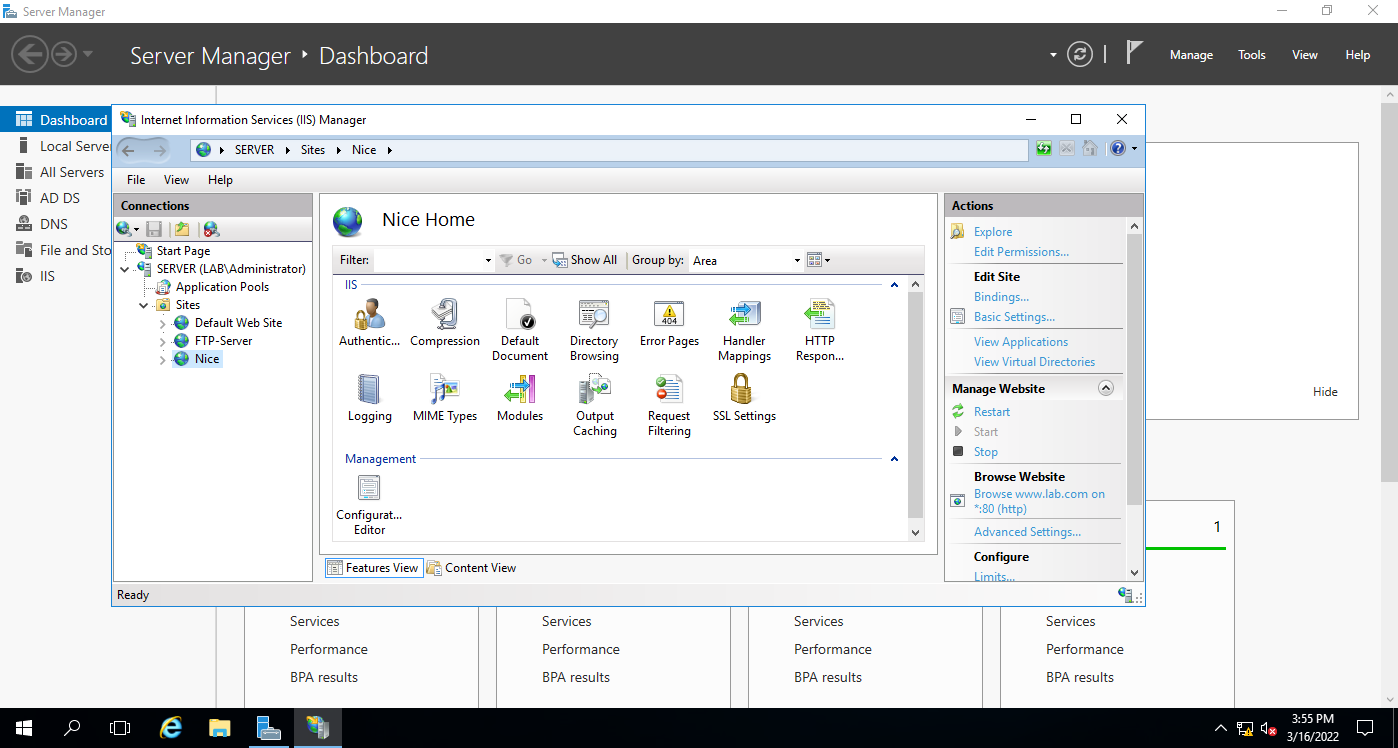 Server Manager
Server Manager
Dashboard
Manage
Tools
View
Help
Dashboard
Local Server
All Servers
AD DS
DNS
File and Sto
IIS
Internet Information Services (IIS) Manager
SERVER
Sites
Nice
File
View
Help
Connections
Start Page
SERVER (LAB\Administrator)
Application Pools
Sites
Default Web Site
FTP-Server
Nice
Nice Home
Filter:
Go
Show All
Group by:
Area
IIS
Authentic...
Compression
Default
Document
Directory
Browsing
Error Pages
404
Handler
Mappings
HTTP
Respon...
Logging
MIME Types
Modules
Output
Caching
Request
Filtering
SSL Settings
Management
Configurat...
Editor
Features View
Content View
Actions
Explore
Edit Permissions...
Edit Site
Bindings...
Basic Settings...
View Applications
View Virtual Directories
Manage Website
Restart
Start
Stop
Browse Website
Browse www.lab.com on
*:80 (http)
Advanced Settings...
Configure
Limits...
Ready
Hide
1
Services
Performance
BPA results
Services
Performance
BPA results
Services
Performance
BPA results
Services
Performance
BPA results
3:55 PM
3/16/2022